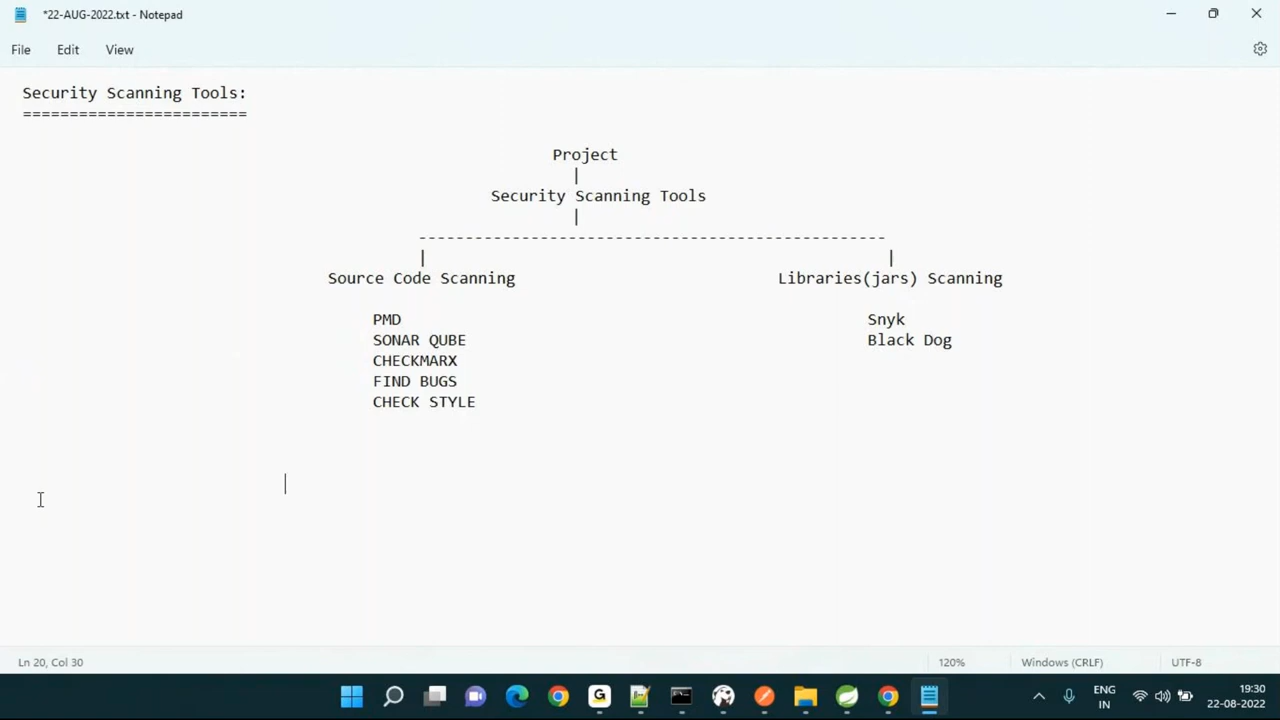 *22-AUG-2022.txt - Notepad
File Edit View
Security Scanning Tools:
========================
Project
|
Security Scanning Tools
|
--------------------------------------------------
| |
Source Code Scanning Libraries(jars) Scanning
PMD Snyk
SONAR QUBE Black Dog
CHECKMARX
FIND BUGS
CHECK STYLE
Ln 20, Col 30 120% Windows (CRLF) UTF-8
ENG 19:30
IN 22-08-2022